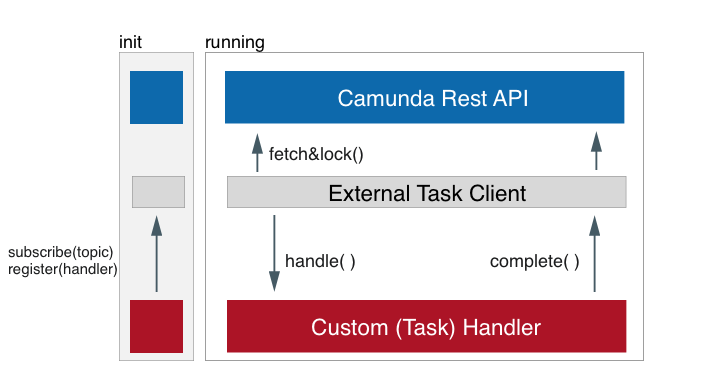 init
running
Camunda Rest API
fetch&lock()
External Task Client
subscribe(topic)
register(handler)
handle( )
complete( )
Custom (Task) Handler